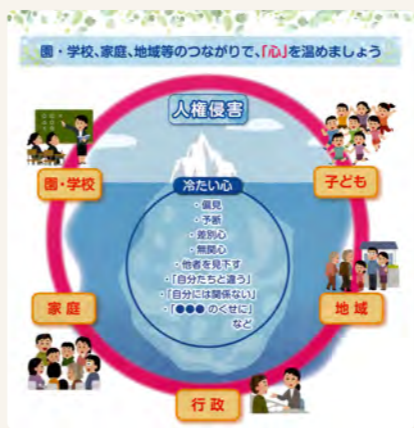 園・学校、家庭、地域等のつながりで、「心」を温めましょう
人権侵害
園・学校
子ども
冷たい心
・偏見
・予断
・差別心
・無関心
・他者を見下す
・「自分たちと違う」
・「自分には関係ない」
・「●●● のくせに」
など
家庭
地域
行政